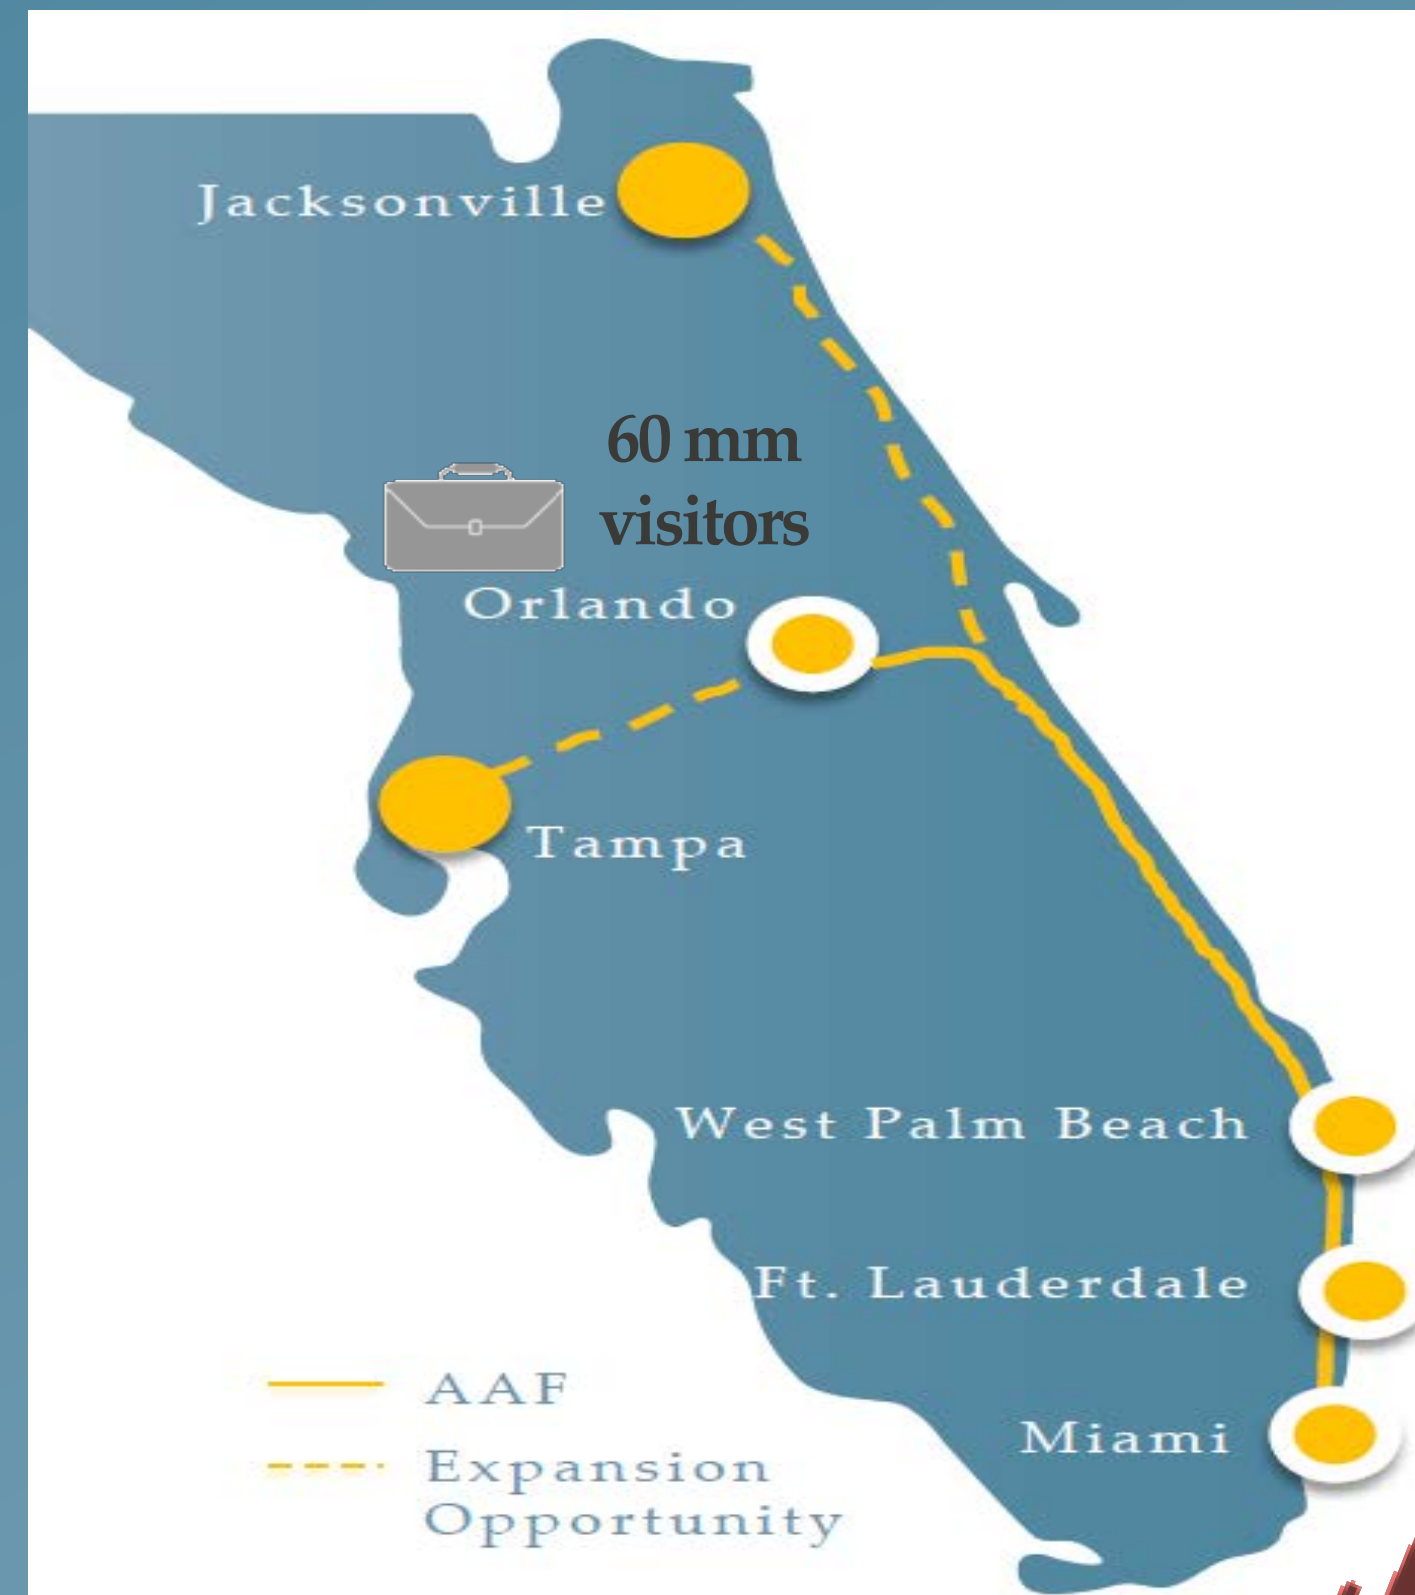 Jacksonville
60 mm
visitors
Orlando
Tampa
West Palm Beach
Ft. Lauderdale
Miami
AAF
Expansion
Opportunity